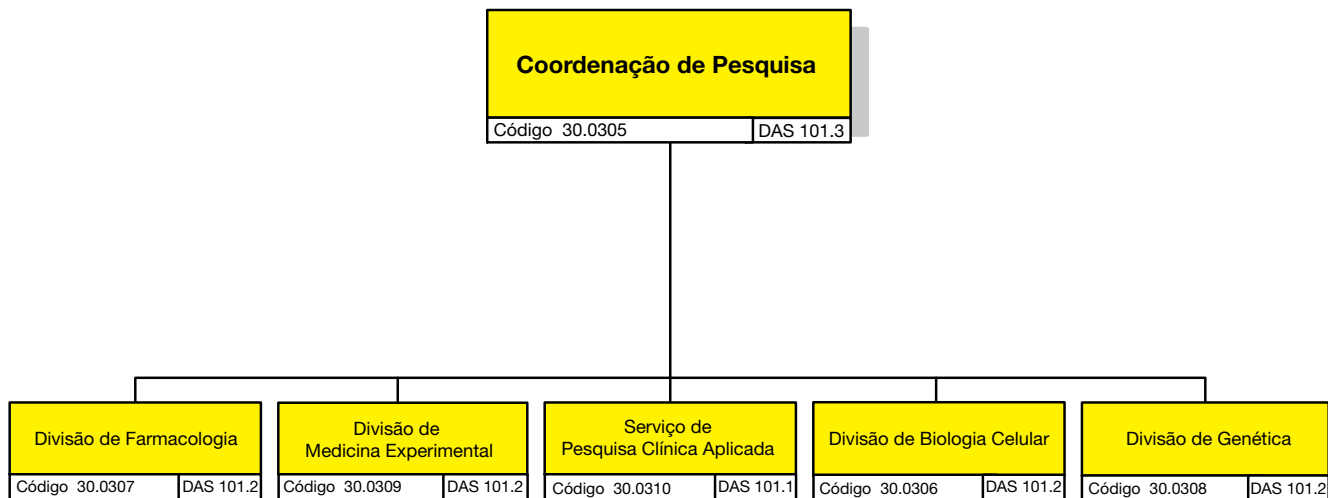 Coordenação de Pesquisa
Código 30.0305
DAS 101.3
Divisão de Farmacologia
Código 30.0307
DAS 101.2
Divisão de
Medicina Experimental
Código 30.0309
DAS 101.2
Serviço de
Pesquisa Clínica Aplicada
Código 30.0310
DAS 101.1
Divisão de Biologia Celular
Código 30.0306
DAS 101.2
Divisão de Genética
Código 30.0308
DAS 101.2